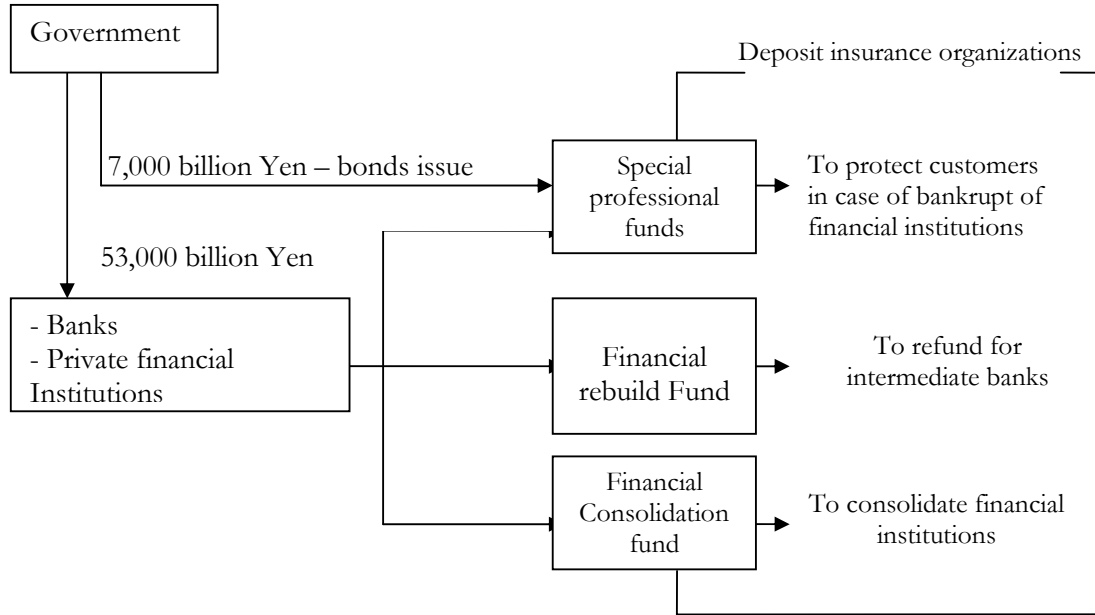 Government
Deposit insurance organizations
7,000 billion Yen – bonds issue
Special
professional
funds
To protect customers
in case of bankrupt of
financial institutions
53,000 billion Yen
- Banks
- Private financial
Institutions
Financial
rebuild Fund
To refund for
intermediate banks
Financial
Consolidation
fund
To consolidate financial
institutions